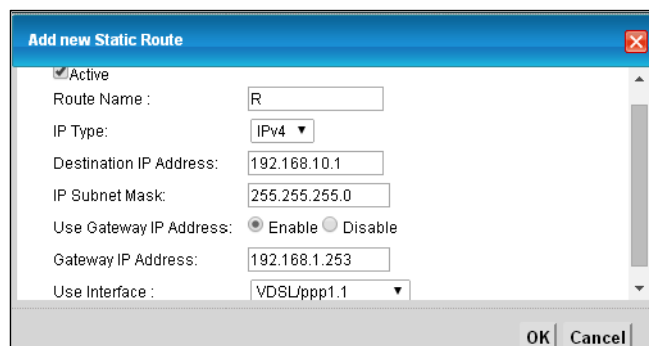 Add new Static Route
Active
Route Name : R
IP Type: IPv4
Destination IP Address: 192.168.10.1
IP Subnet Mask: 255.255.255.0
Use Gateway IP Address: Enable Disable
Gateway IP Address: 192.168.1.253
Use Interface : VDSL/ppp1.1
OK Cancel